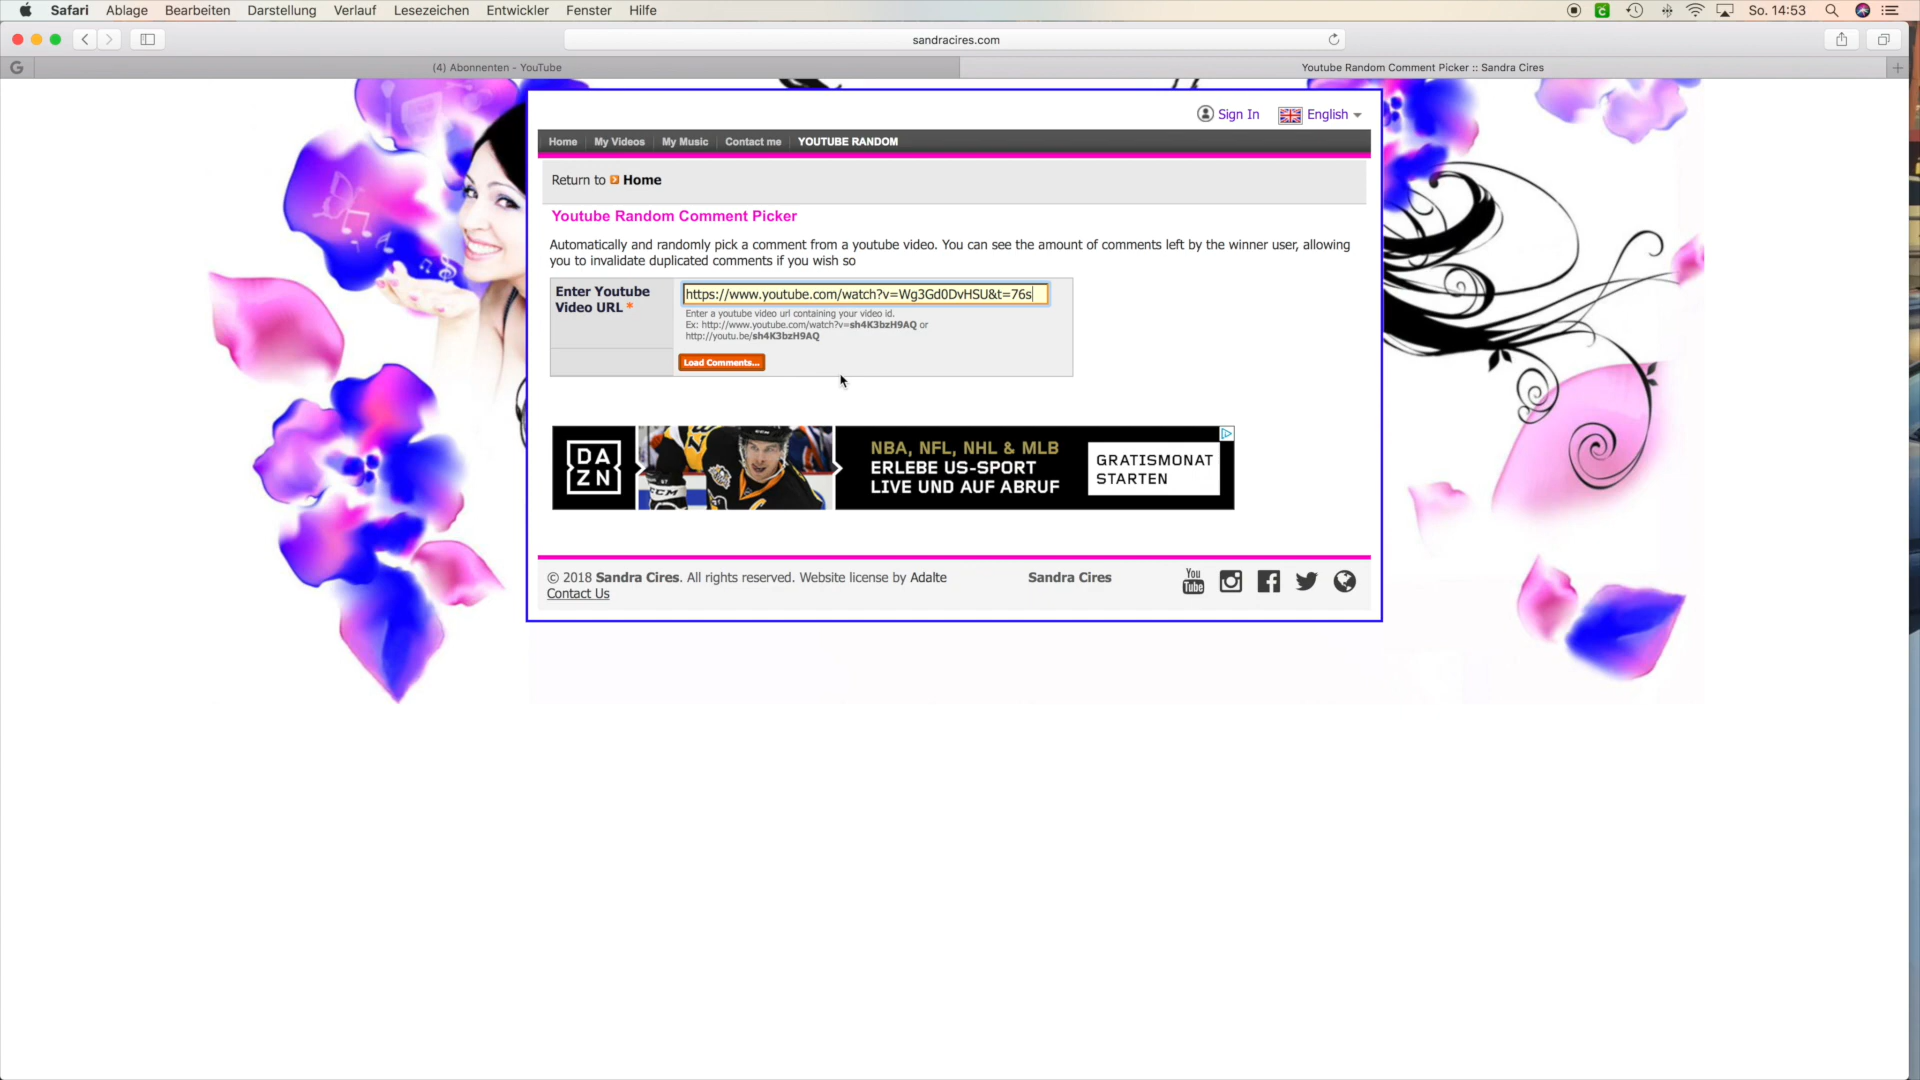 Safari Ablage Bearbeiten Darstellung Verlauf Lesezeichen Entwickler Fenster Hilfe So. 14:53
sandracires.com
G (4) Abonnenten - YouTube Youtube Random Comment Picker :: Sandra Cires
Sign In English
Home My Videos My Music Contact me YOUTUBE RANDOM
Return to Home
Youtube Random Comment Picker
Automatically and randomly pick a comment from a youtube video. You can see the amount of comments left by the winner user, allowing
you to invalidate duplicated comments if you wish so
Enter Youtube
Video URL *
https://www.youtube.com/watch?v=Wg3Gd0DvHSU&t=76s
Enter a youtube video url containing your video id.
Ex: http://www.youtube.com/watch?v=sh4K3bzH9AQ or
http://youtu.be/sh4K3bzH9AQ
Load Comments...
DA
ZN
CCM
NBA, NFL, NHL & MLB
ERLEBE US-SPORT
LIVE UND AUF ABRUF
GRATISMONAT
STARTEN
© 2018 Sandra Cires. All rights reserved. Website license by Adalte
Contact Us
Sandra Cires
You
Tube